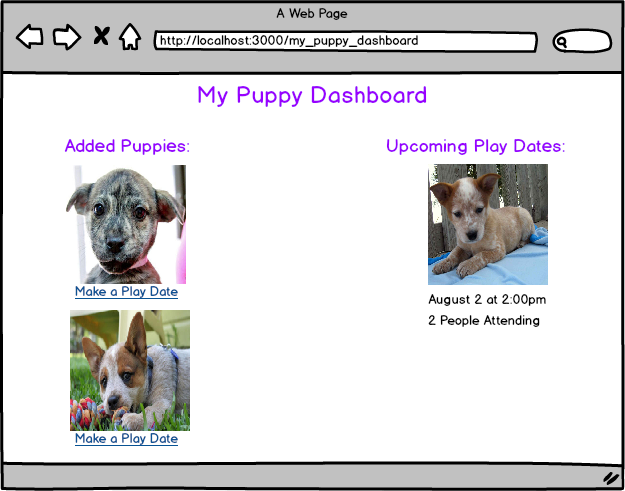 A Web Page
http://localhost:3000/my_puppy_dashboard
My Puppy Dashboard
Added Puppies:
Make a Play Date
Make a Play Date
Upcoming Play Dates:
August 2 at 2:00pm
2 People Attending